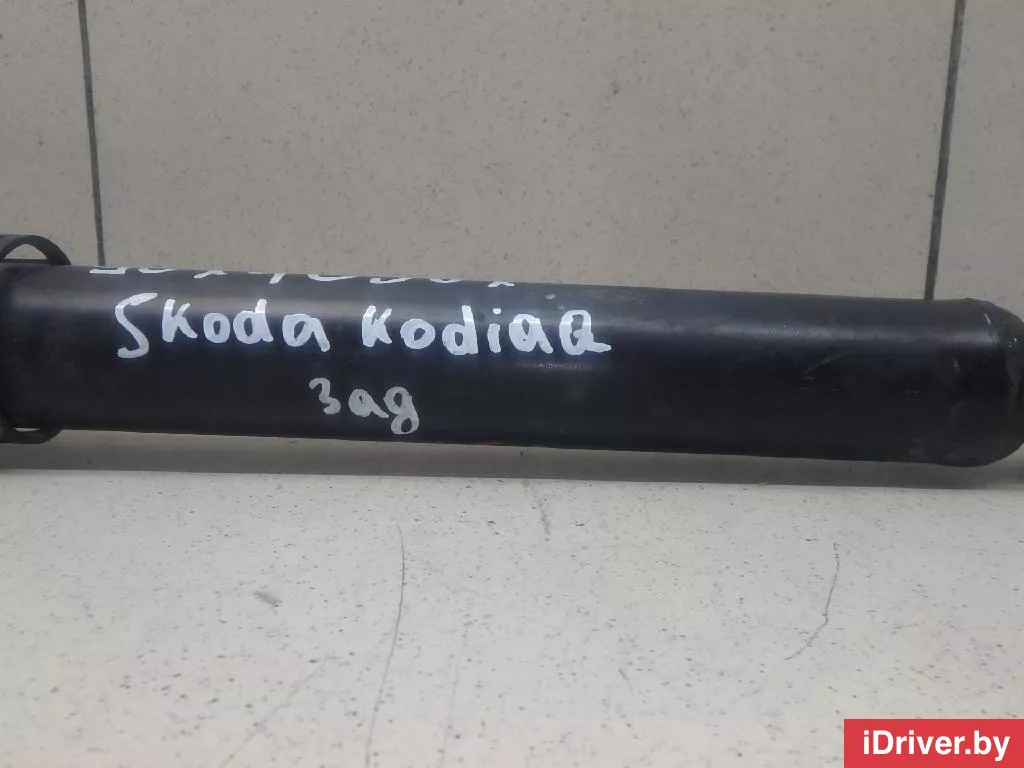 Skoda Kodiaq
зад
iDriver.by